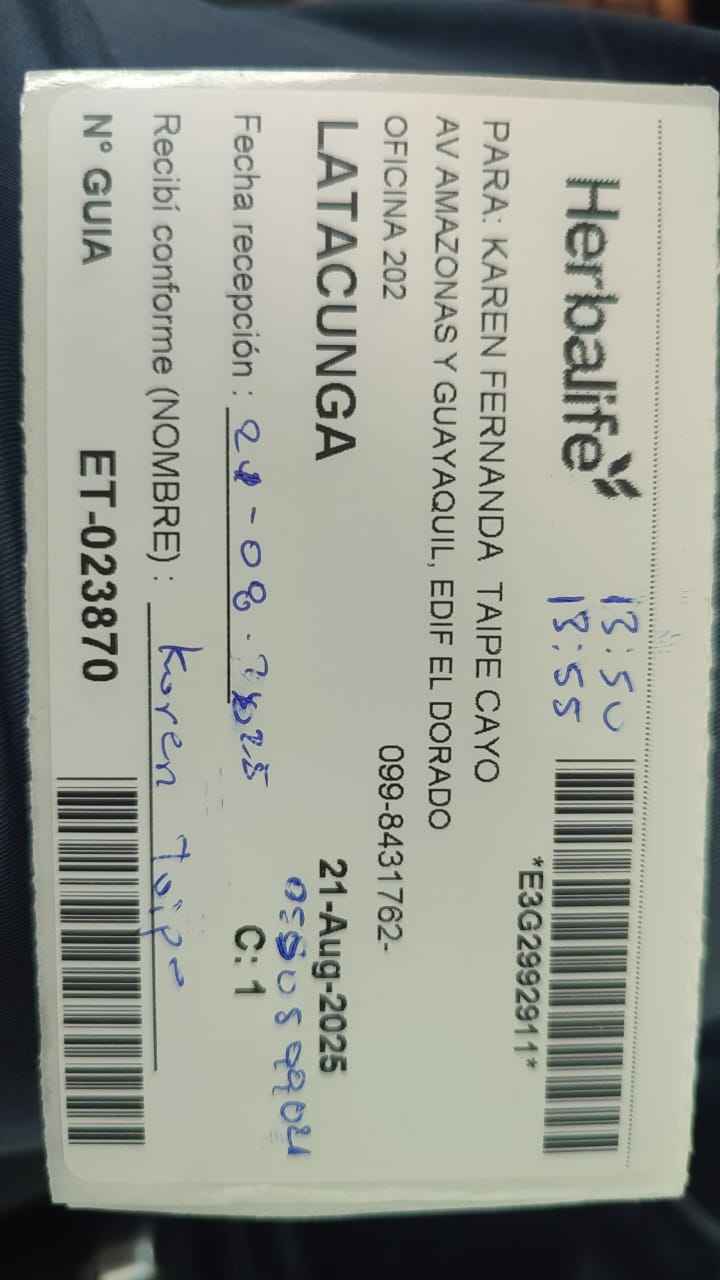 Herbalife
13:50
13:55
*E3G2992911*
PARA: KAREN FERNANDA TAIPE CAYO
AV AMAZONAS Y GUAYAQUIL, EDIF EL DORADO
OFICINA 202
099-8431762-
LATACUNGA
21-Aug-2025
Fecha recepción :
C: 1
Recibí conforme (NOMBRE) : Karen Taipe
N° GUIA
ET-023870